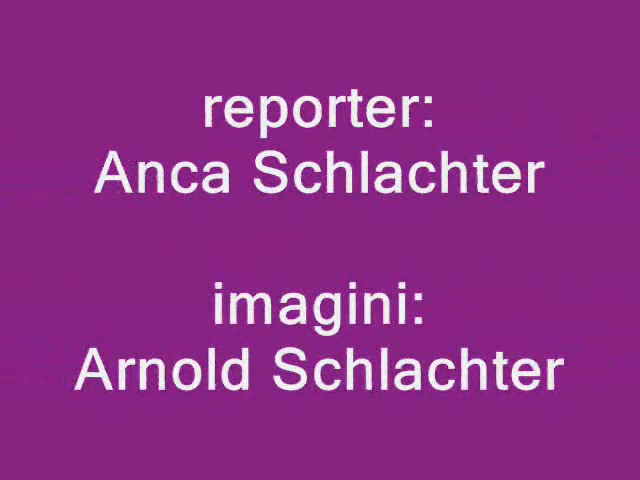 reporter:
Anca Schlachter
imagini:
Arnold Schlachter